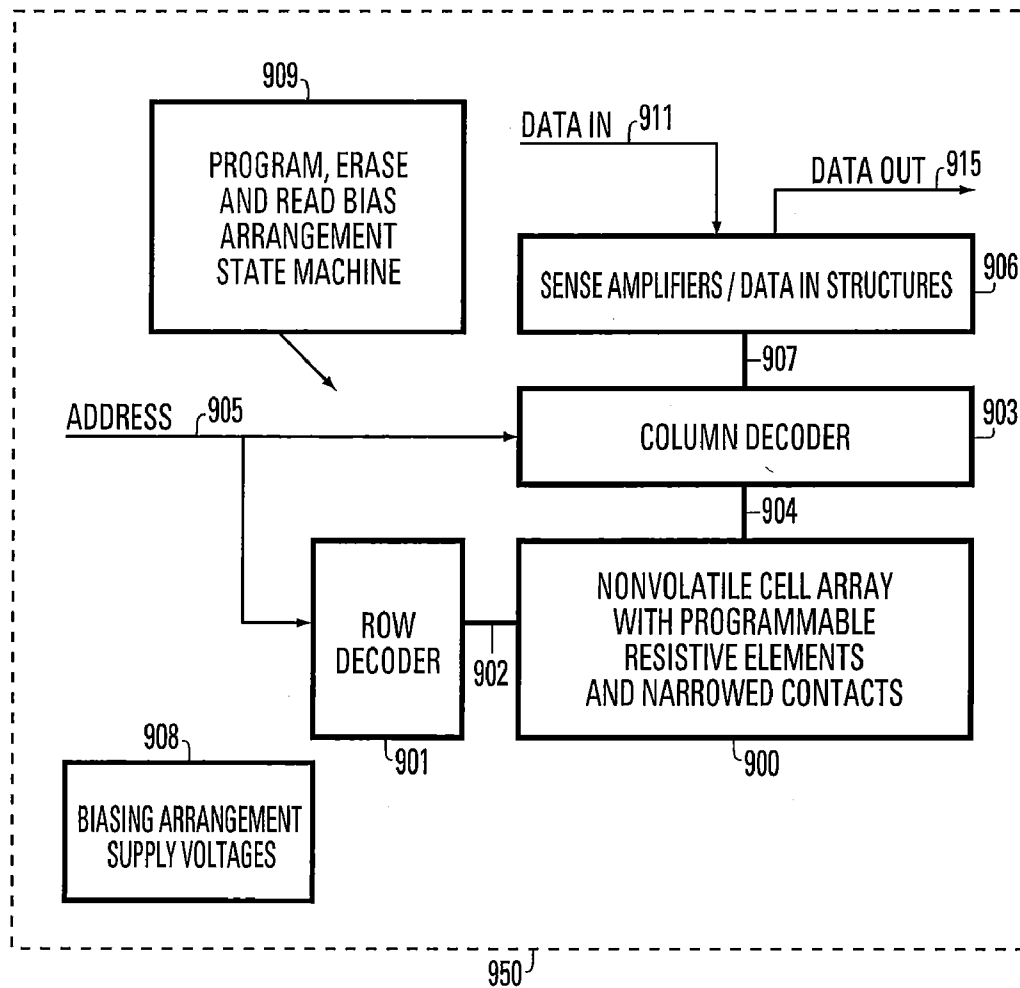 909
PROGRAM, ERASE
AND READ BIAS
ARRANGEMENT
STATE MACHINE
DATA IN 911
DATA OUT 915
SENSE AMPLIFIERS / DATA IN STRUCTURES
906
907
ADDRESS 905
COLUMN DECODER
903
904
ROW
DECODER
902
NONVOLATILE CELL ARRAY
WITH PROGRAMMABLE
RESISTIVE ELEMENTS
AND NARROWED CONTACTS
901
900
908
BIASING ARRANGEMENT
SUPPLY VOLTAGES
950